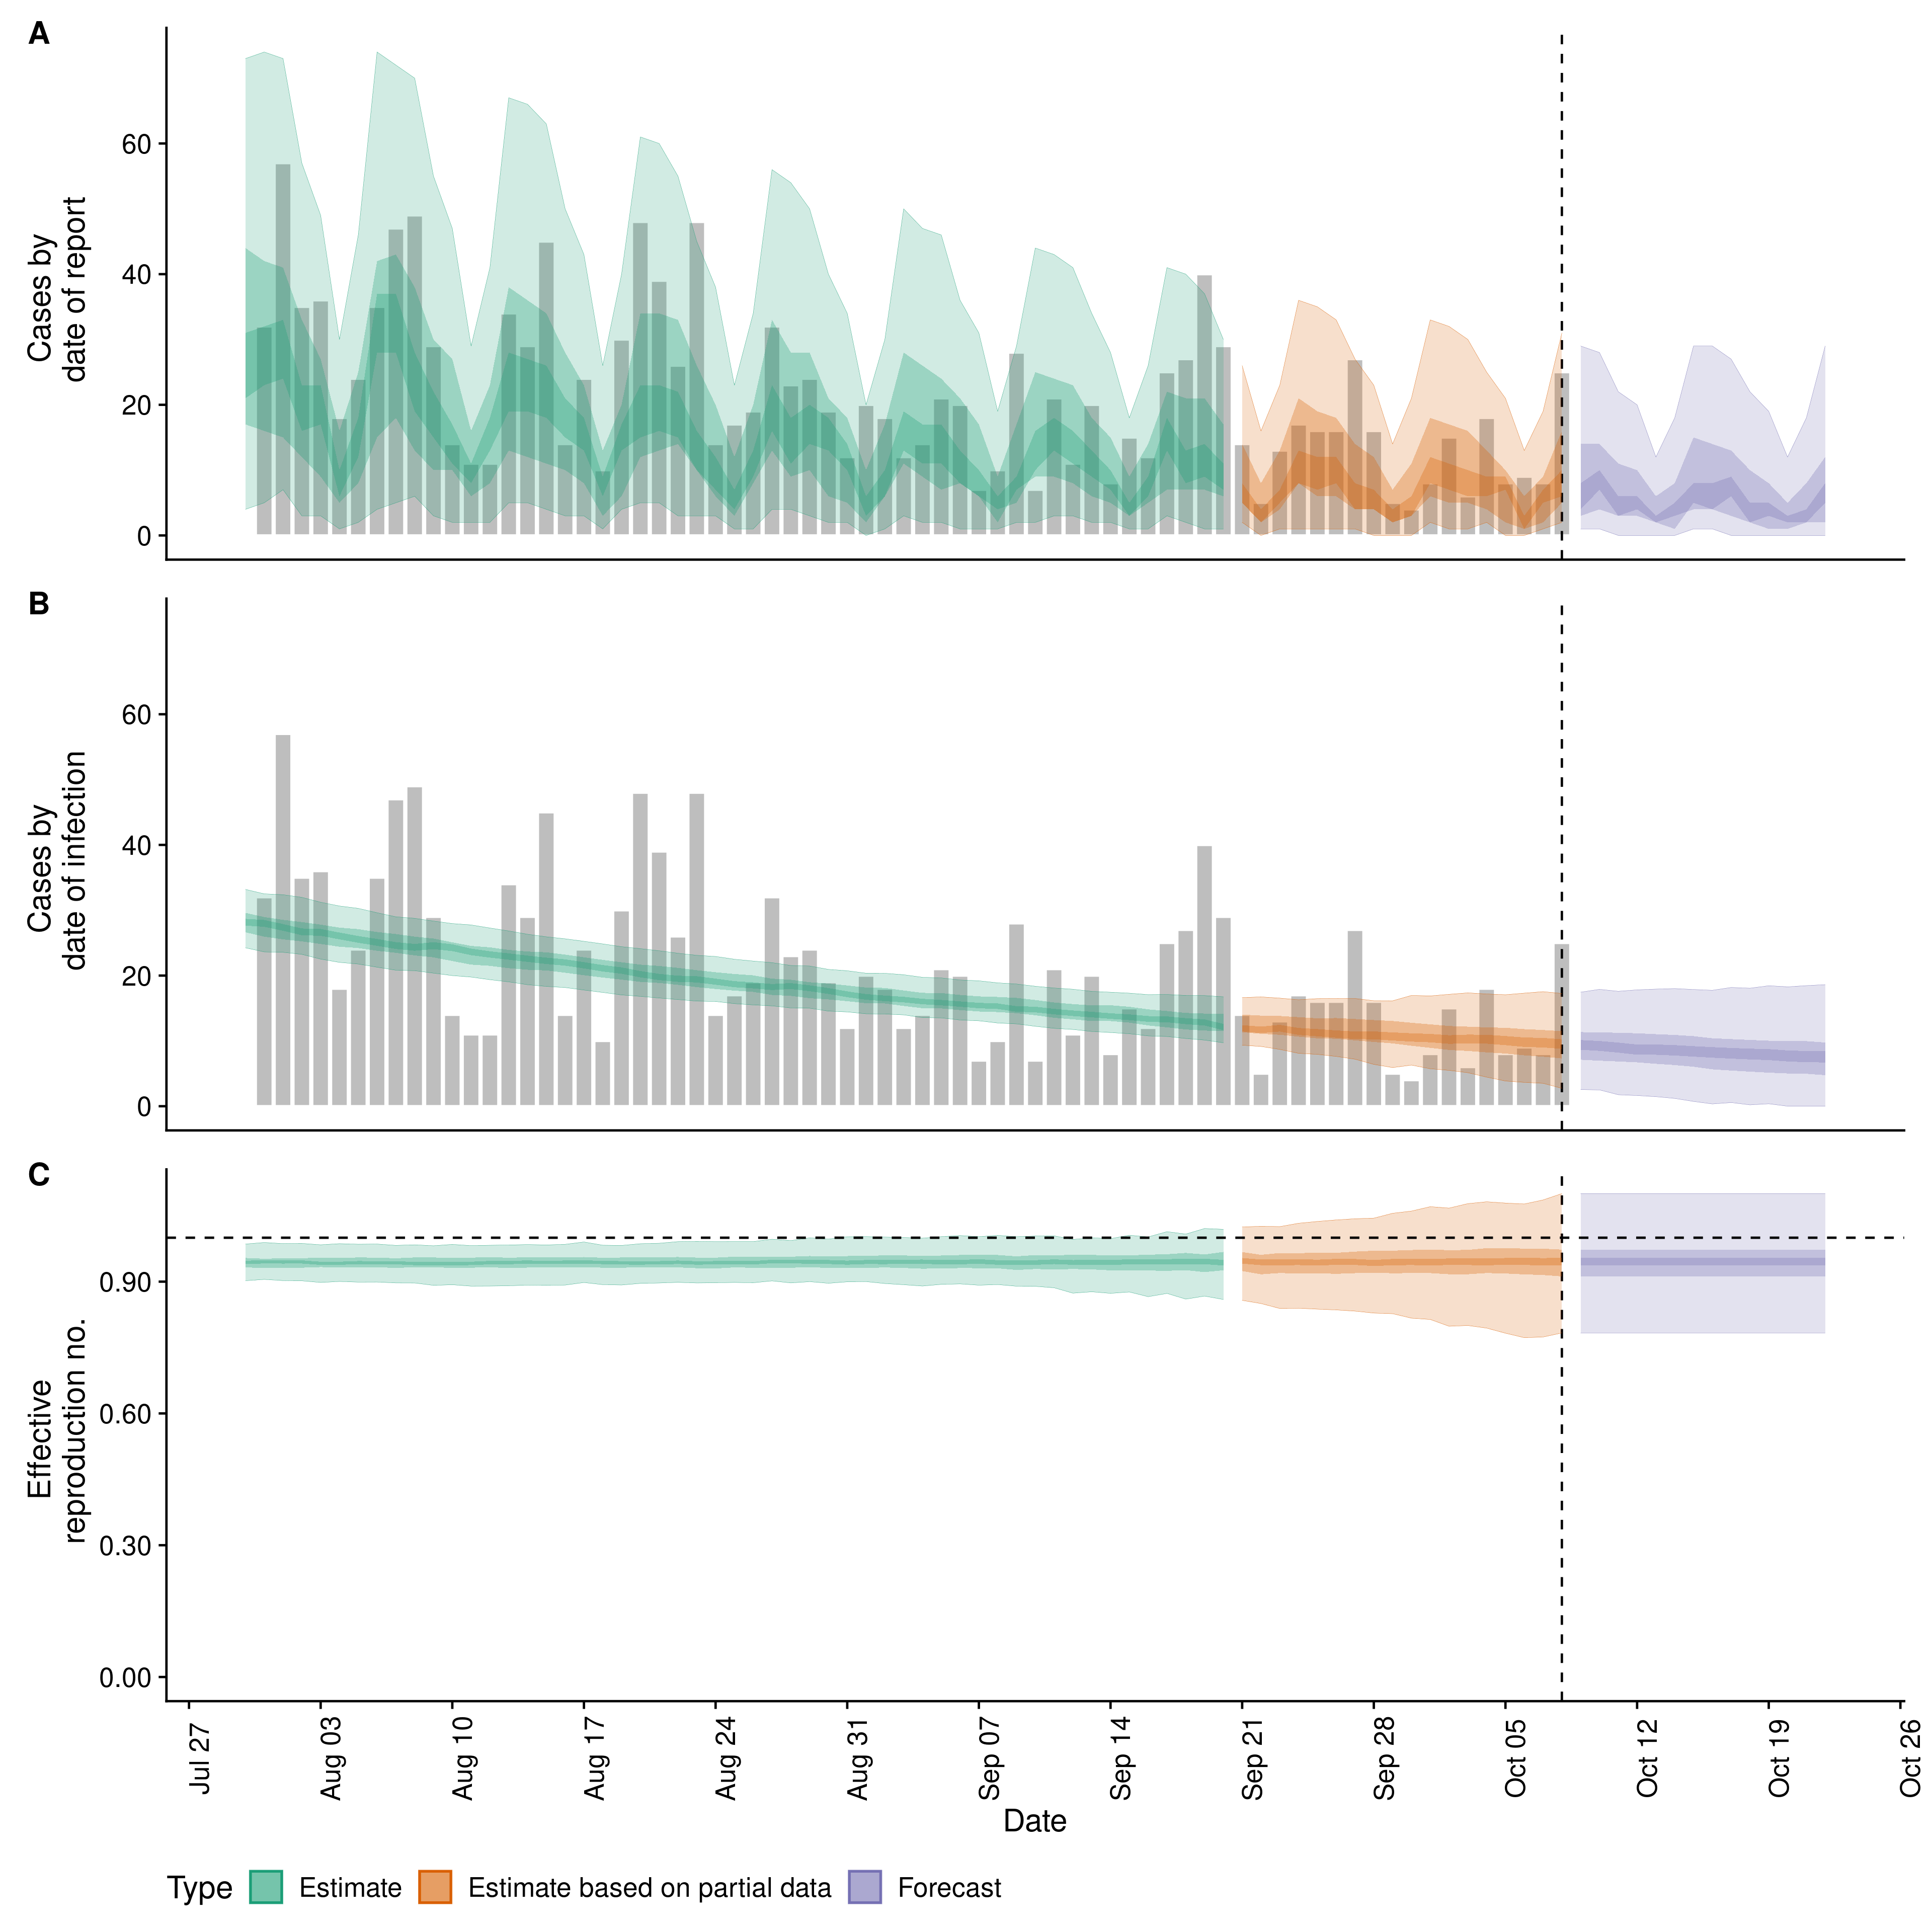 A
Cases by
date of report
60
40
20
0
B
Cases by
date of infection
60
40
20
0
C
Effective
reproduction no.
0.90
0.60
0.30
0.00
Jul 27
Aug 03
Aug 10
Aug 17
Aug 24
Aug 31
Sep 07
Sep 14
Sep 21
Sep 28
Oct 05
Oct 12
Oct 19
Oct 26
Date
Type Estimate Estimate based on partial data Forecast